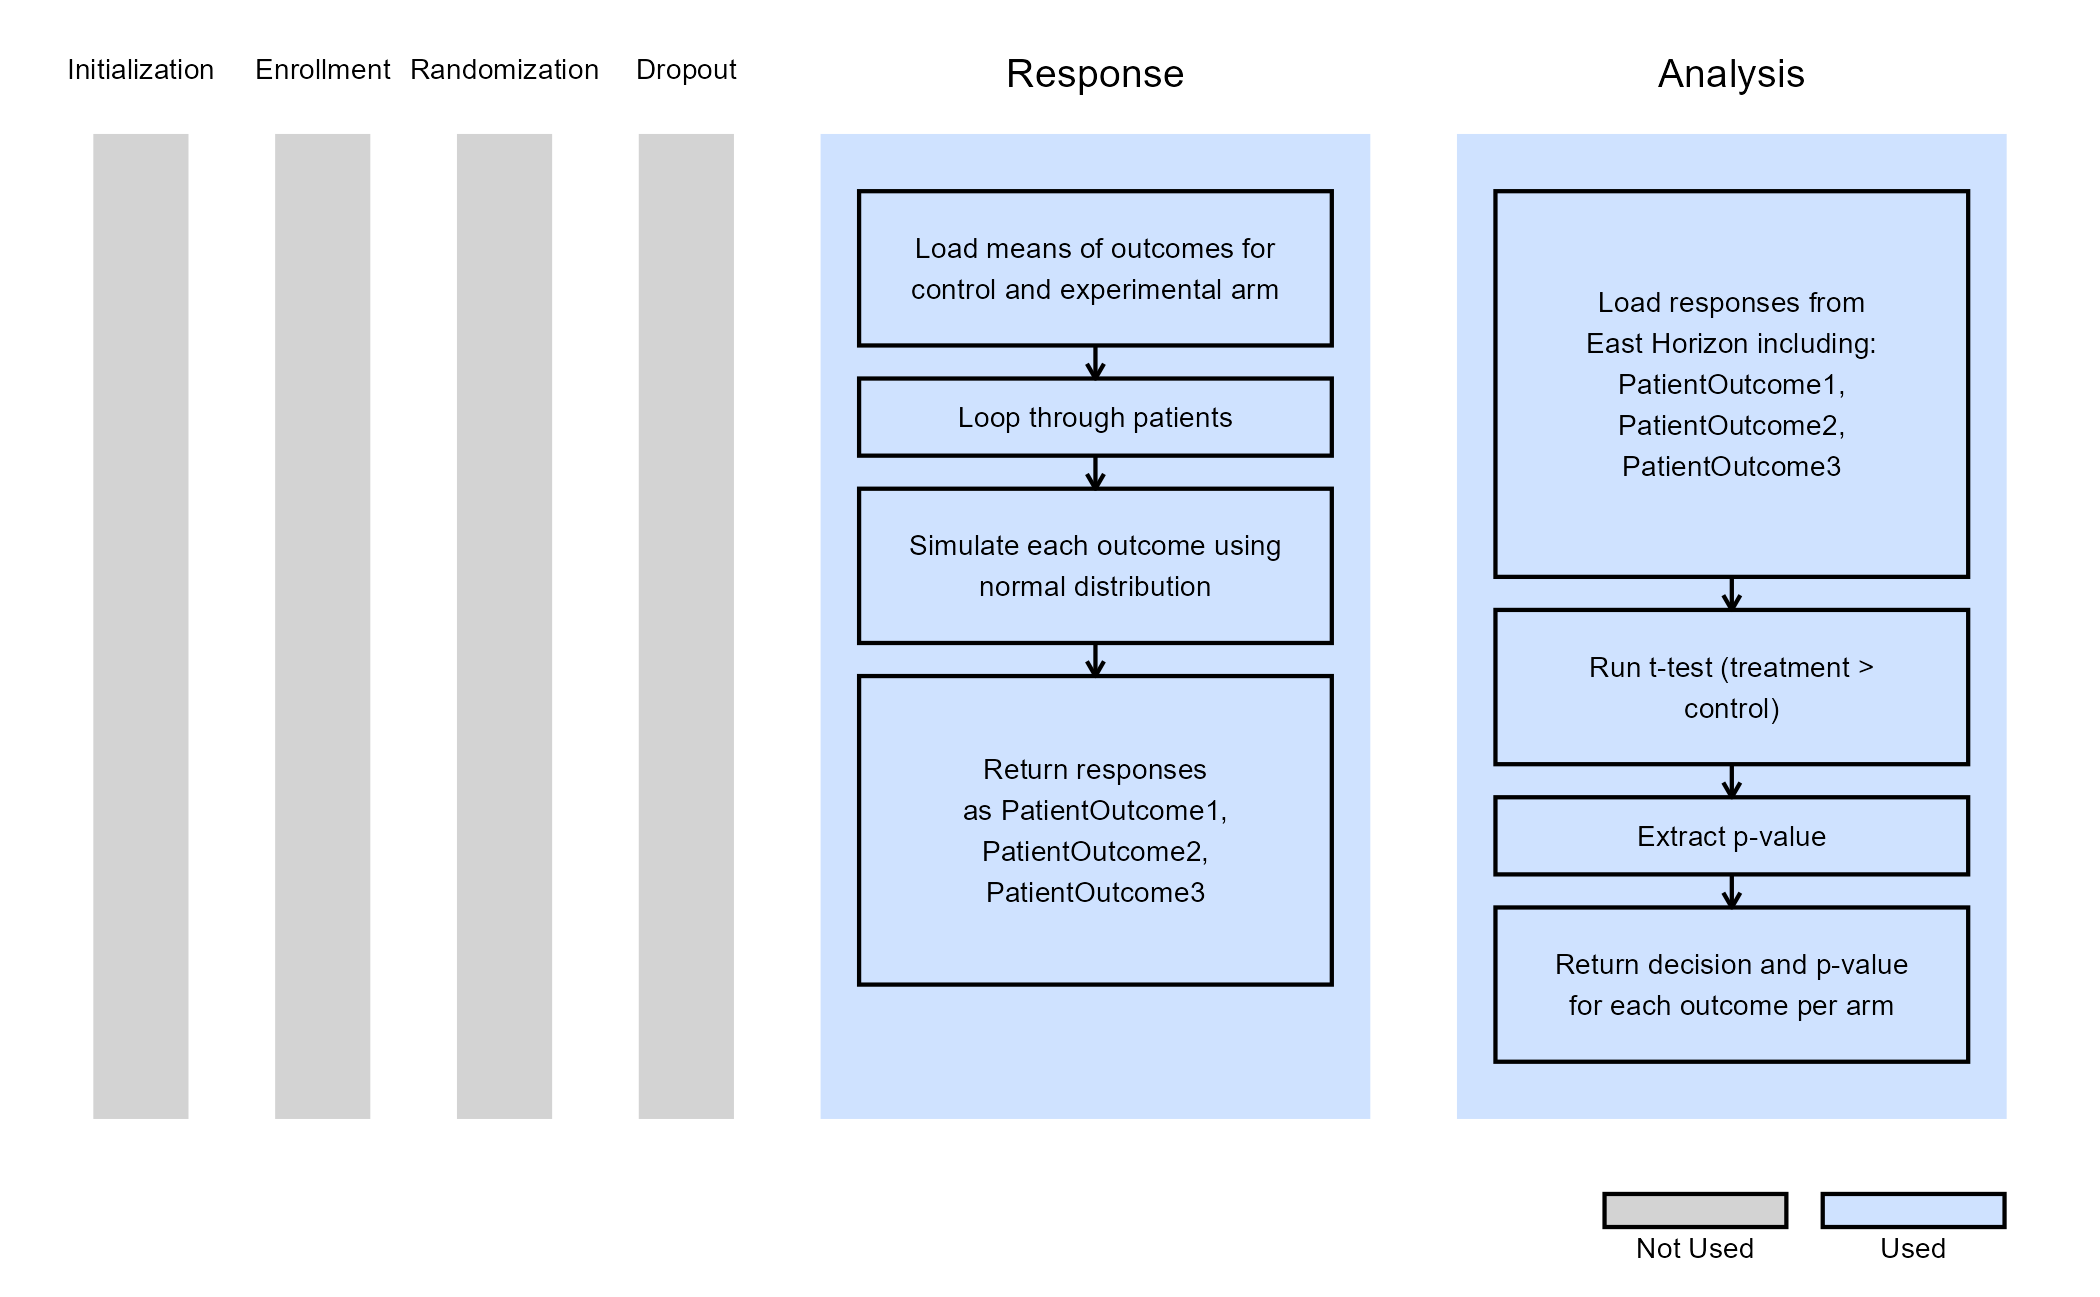 Initialization
Enrollment
Randomization
Dropout
Response
Analysis
Load means of outcomes for
control and experimental arm
Loop through patients
Simulate each outcome using
normal distribution
Return responses
as PatientOutcome1,
PatientOutcome2,
PatientOutcome3
Load responses from
East Horizon including:
PatientOutcome1,
PatientOutcome2,
PatientOutcome3
Run t-test (treatment >
control)
Extract p-value
Return decision and p-value
for each outcome per arm
Not Used
Used